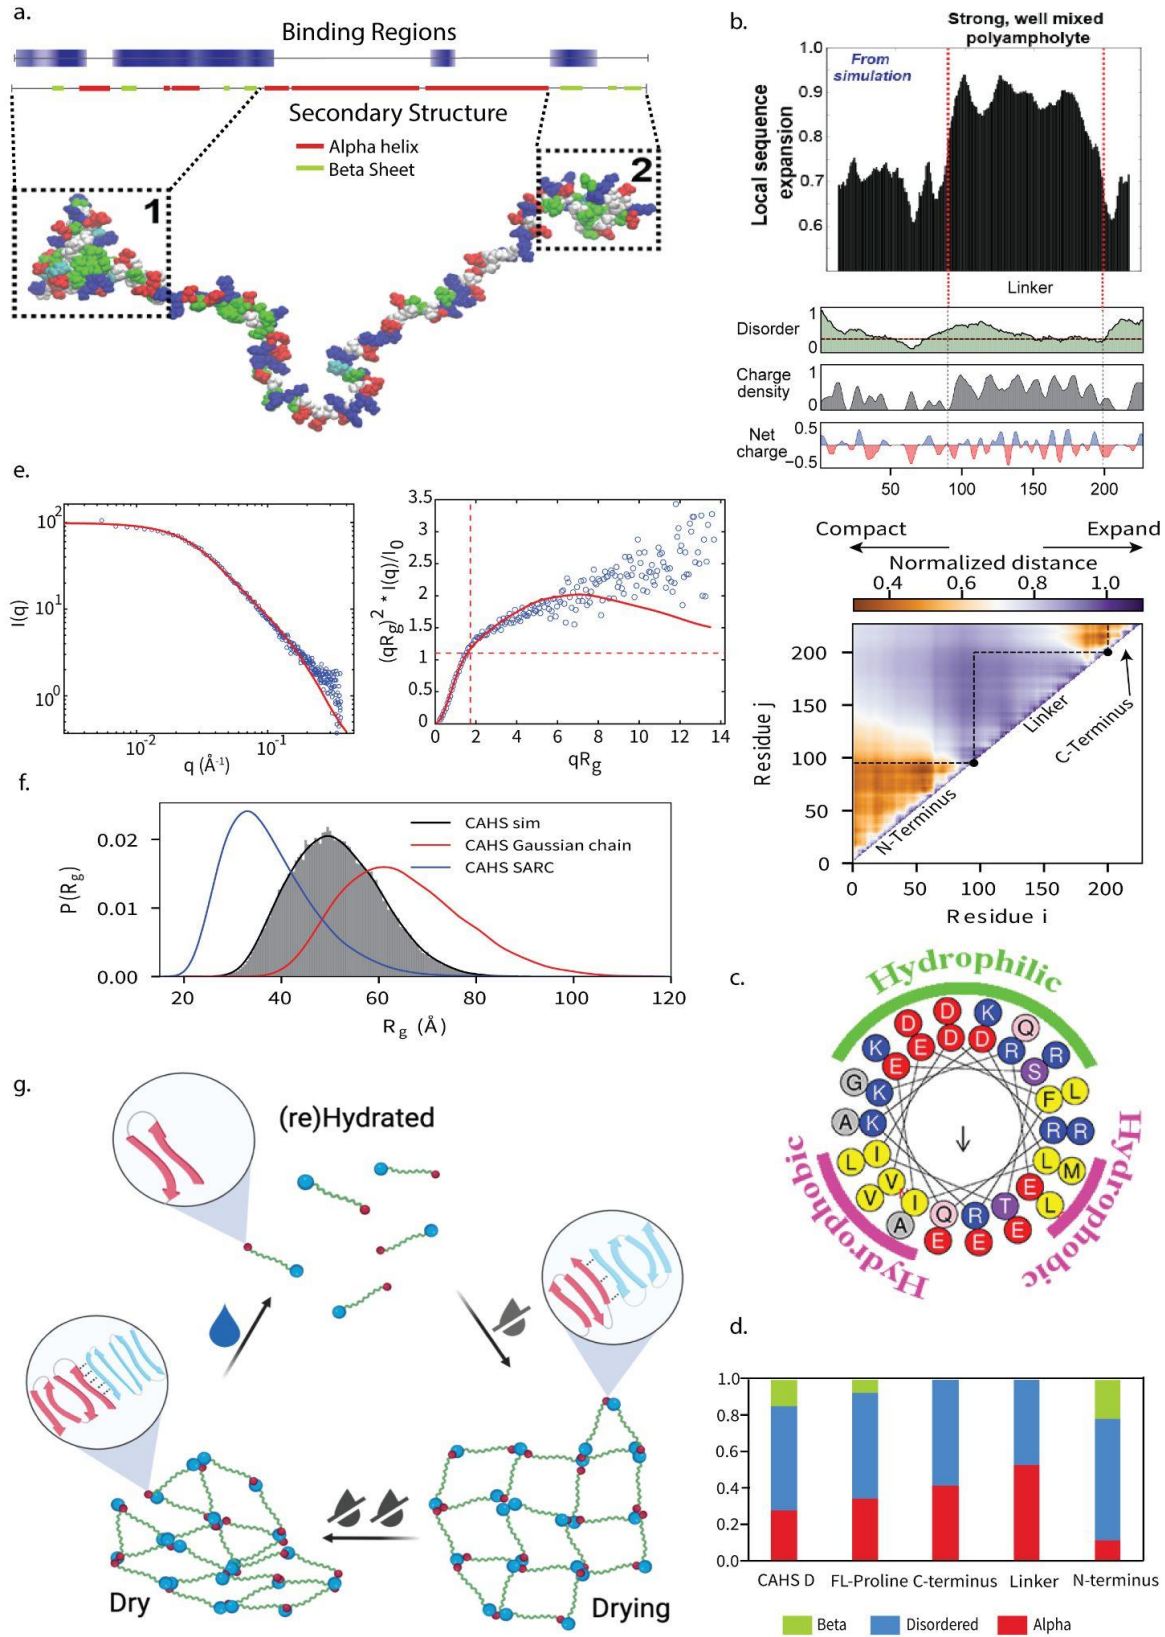 a.
Binding Regions
Secondary Structure
Alpha helix
Beta Sheet
1
2
b.
Strong, well mixed
polyampholyte
From
simulation
Local sequence
expansion
1.0
0.9
0.8
0.7
0.6
Linker
Disorder
1
0
Charge
density
1
0
Net
charge
0.5
−0.5
50 100 150 200
Compact Expand
Normalized distance
0.4 0.6 0.8 1.0
Residue j
200
150
100
50
0
N-Terminus
Linker
C-Terminus
0 50 100 150 200
Residue i
e.
I(q)
10²
10¹
10⁰
10⁻² 10⁻¹
q (Å⁻¹)
(qRg)² * I(q)/I₀
3.5
3
2.5
2
1.5
1
0.5
0
0 2 4 6 8 10 12 14
qRg
f.
P(Rg)
0.02
0.01
0.00
CAHS sim
CAHS Gaussian chain
CAHS SARC
20 40 60 80 100 120
Rg (Å)
c.
Hydrophilic
Hydrophobic
Hydrophobic
D D K Q
K E E D D R S R
G K F L
A K R R
L I L M
V V E L
A I Q R T
E E E
g.
(re)Hydrated
Dry
Drying
d.
1.0
0.8
0.6
0.4
0.2
0.0
CAHS D FL-Proline C-terminus Linker N-terminus
Beta Disordered Alpha